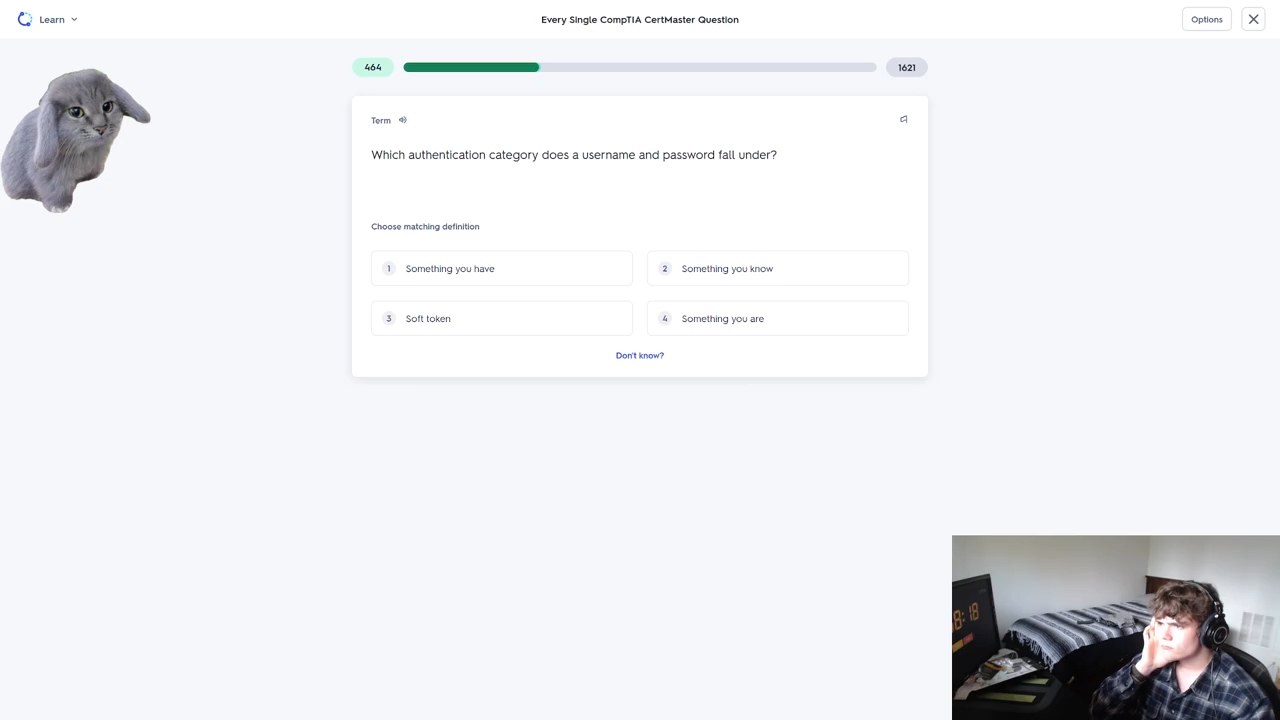 Learn
Every Single CompTIA CertMaster Question
Options
464
1621
Term
Which authentication category does a username and password fall under?
Choose matching definition
1 Something you have
2 Something you know
3 Soft token
4 Something you are
Don't know?
8:18